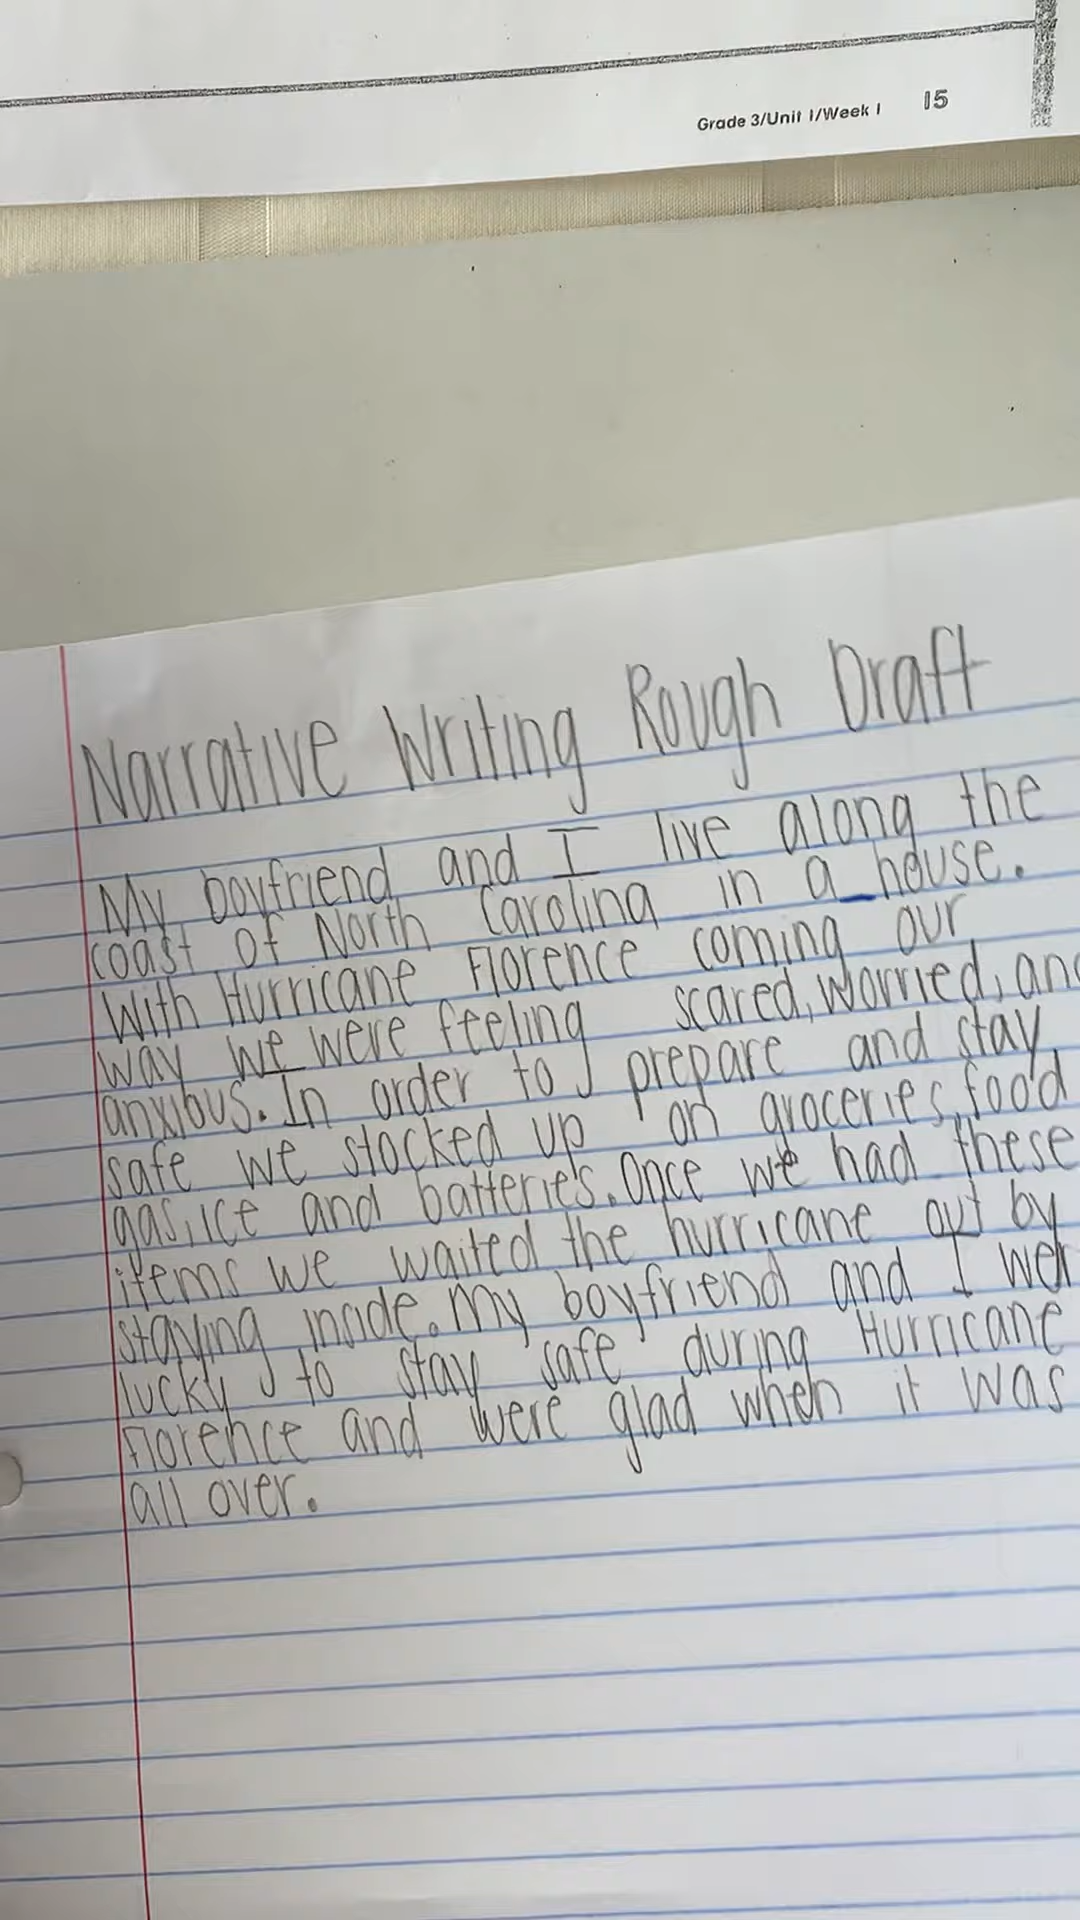 Grade 3/Unit 1/Week 1 15
Narrative Writing Rough Draft
My boyfriend and I live along the
coast of North Carolina in a house.
With Hurricane Florence coming our
way we were feeling scared, worried, and
anxious. In order to prepare and stay
safe we stocked up on groceries, food
gas, ice and batteries. Once we had these
items we waited the hurricane out by
staying inside. My boyfriend and I wer
lucky to stay safe during Hurricane
Florence and were glad when it was
all over.